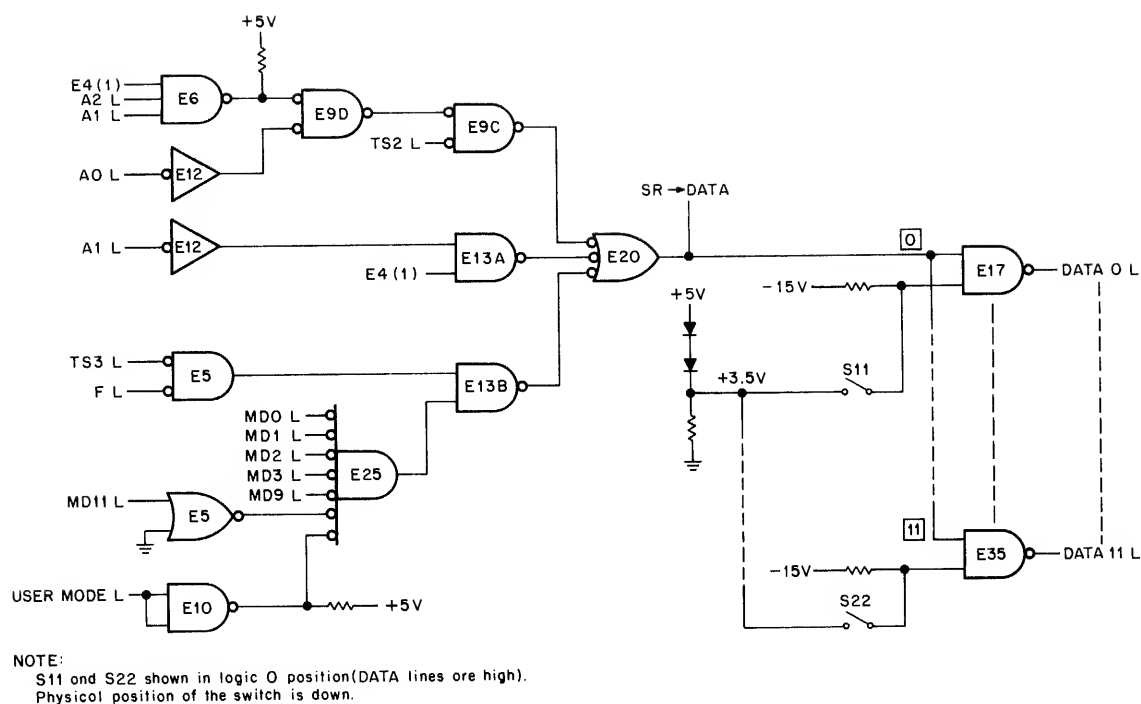 +5V
E4(1)
A2 L
A1 L
E6
E9D
E9C
TS2 L
A0 L
E12
A1 L
E12
E13A
E4(1)
E20
SR→DATA
0
E17
DATA 0 L
-15V
+5V
+3.5V
S11
TS3 L
F L
E5
E13B
MD0 L
MD1 L
MD2 L
MD3 L
MD9 L
E25
MD11 L
E5
11
E35
DATA 11 L
-15V
S22
USER MODE L
E10
+5V
NOTE:
S11 and S22 shown in logic 0 position(DATA lines are high).
Physical position of the switch is down.